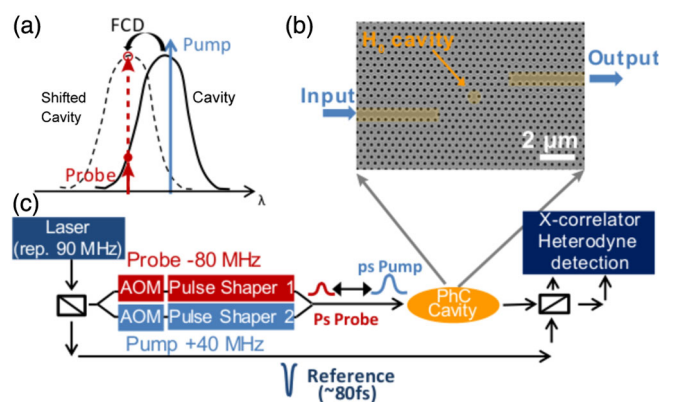 (a)
FCD
Pump
Shifted
Cavity
Cavity
Probe
λ
(b)
H₁ cavity
Input
Output
2 μm
(c)
Laser
(rep. 90 MHz)
Probe -80 MHz
AOM Pulse Shaper 1
AOM Pulse Shaper 2
Pump +40 MHz
ps Pump
Ps Probe
PhC
Cavity
X-correlator
Heterodyne
detection
Reference
(~80fs)